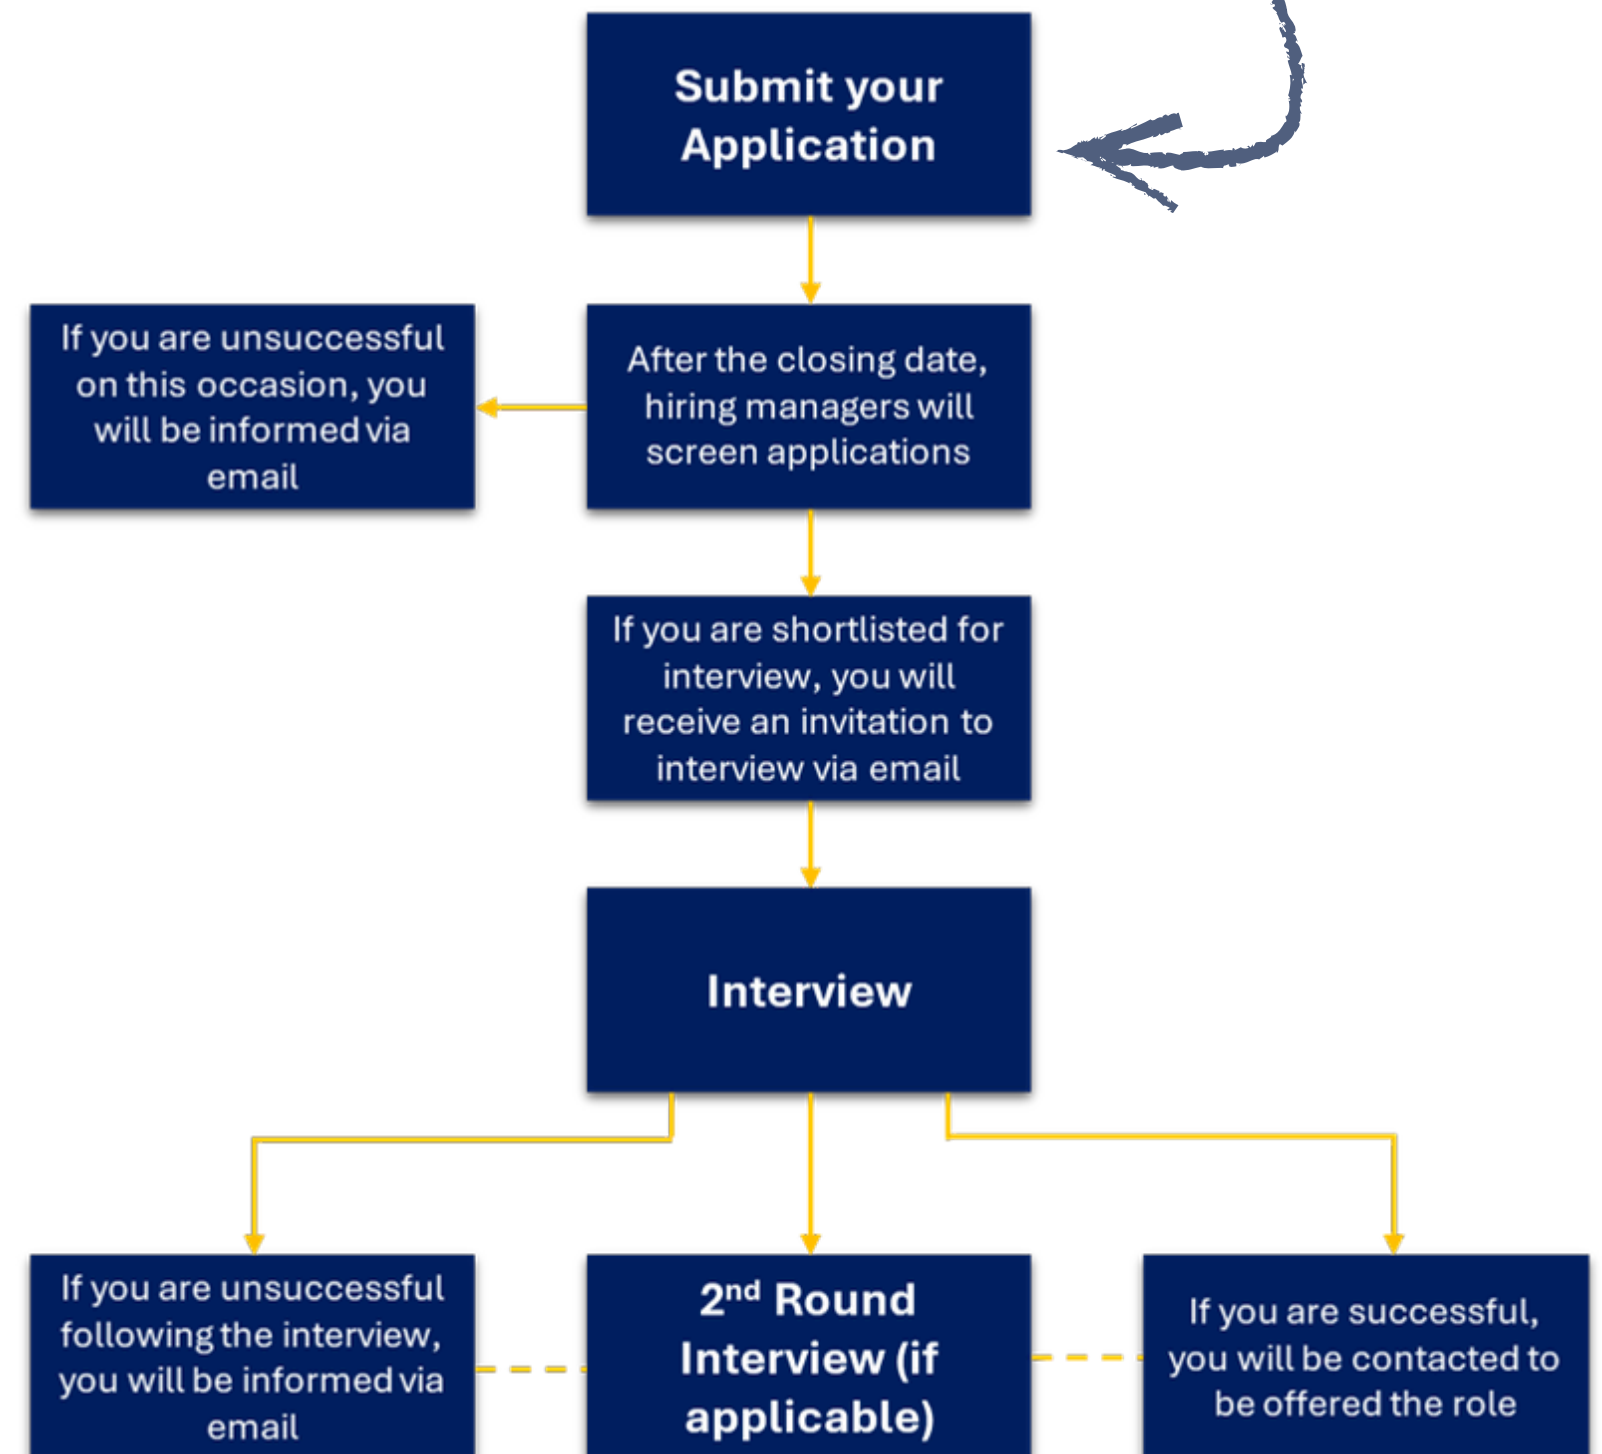 Submit your
Application
If you are unsuccessful
on this occasion, you
will be informed via
email
After the closing date,
hiring managers will
screen applications
If you are shortlisted for
interview, you will
receive an invitation to
interview via email
Interview
If you are unsuccessful
following the interview,
you will be informed via
email
2nd Round
Interview (if
applicable)
If you are successful,
you will be contacted to
be offered the role